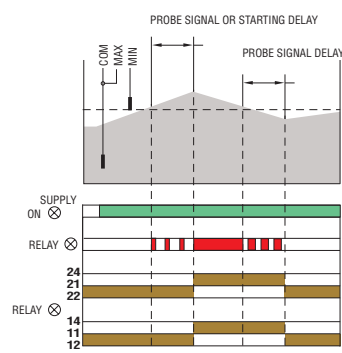 PROBE SIGNAL OR STARTING DELAY
PROBE SIGNAL DELAY
COM
MAX
MIN
SUPPLY
ON
RELAY
24
21
22
RELAY
14
11
12